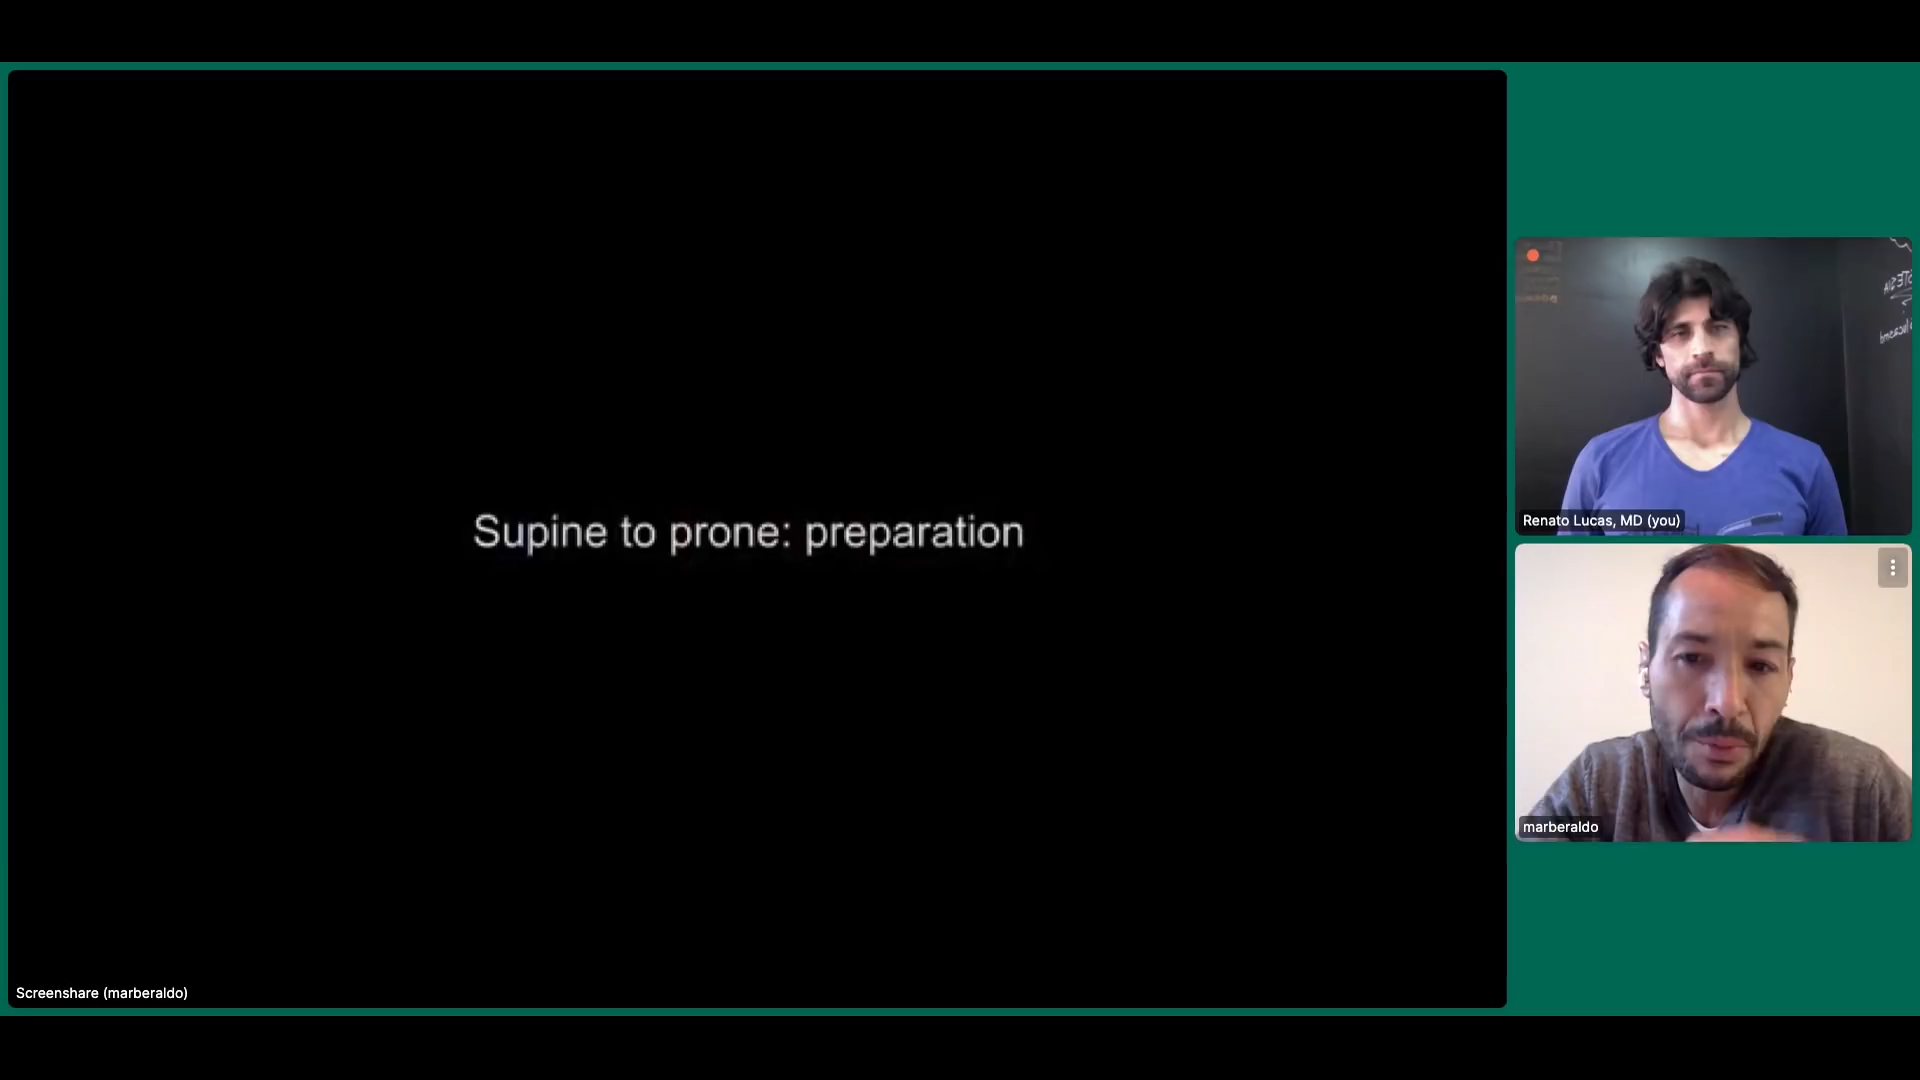 Supine to prone: preparation
Screenshare (marberaldo)
Renato Lucas, MD (you)
marberaldo